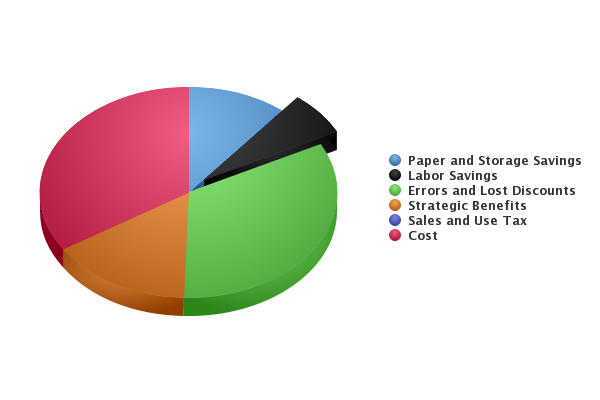 Paper and Storage Savings
Labor Savings
Errors and Lost Discounts
Strategic Benefits
Sales and Use Tax
Cost